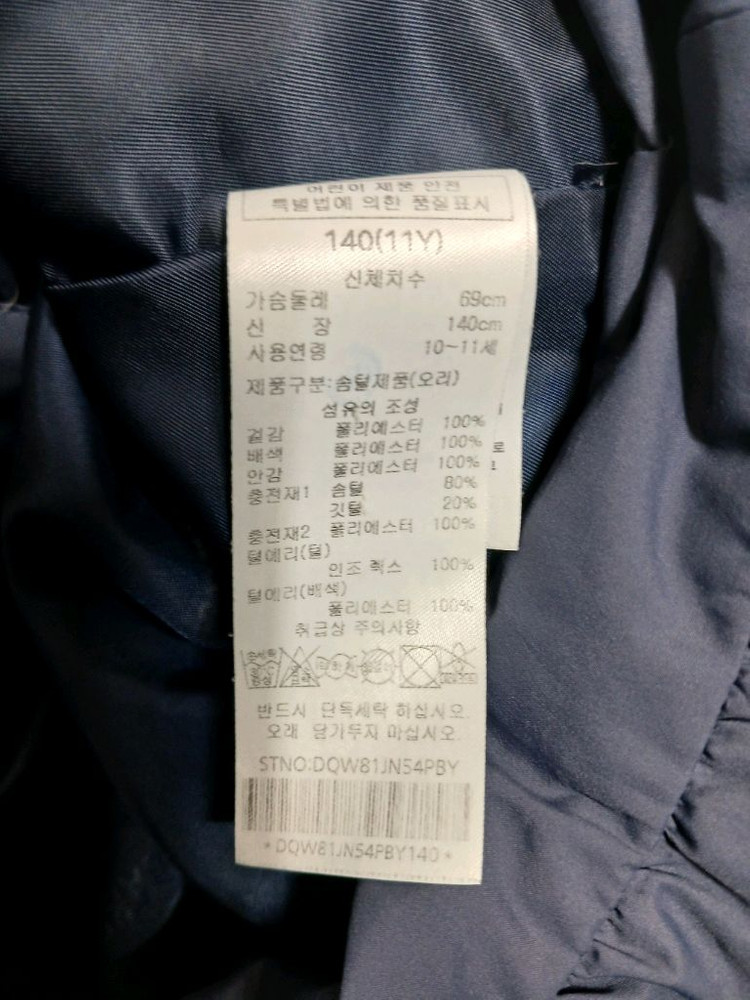 어린이 제품 안전
특별법에 의한 품질표시
140(11Y)
신체치수
가슴둘레 69cm
신 장 140cm
사용연령 10~11세
제품구분:솜털제품(오리)
섬유의 조성
겉감 폴리에스터 100%
배색 폴리에스터 100%
안감 폴리에스터 100%
충전재1 솜털 80%
깃털 20%
충전재2 폴리에스터 100%
털에리(털)
인조 렉스 100%
털에리(배색)
폴리에스터 100%
취급상 주의사항
손세탁
반드시 단독세탁 하십시오.
오래 담가두지 마십시오.
STNO:DQW81JN54PBY
*DQW81JN54PBY140*